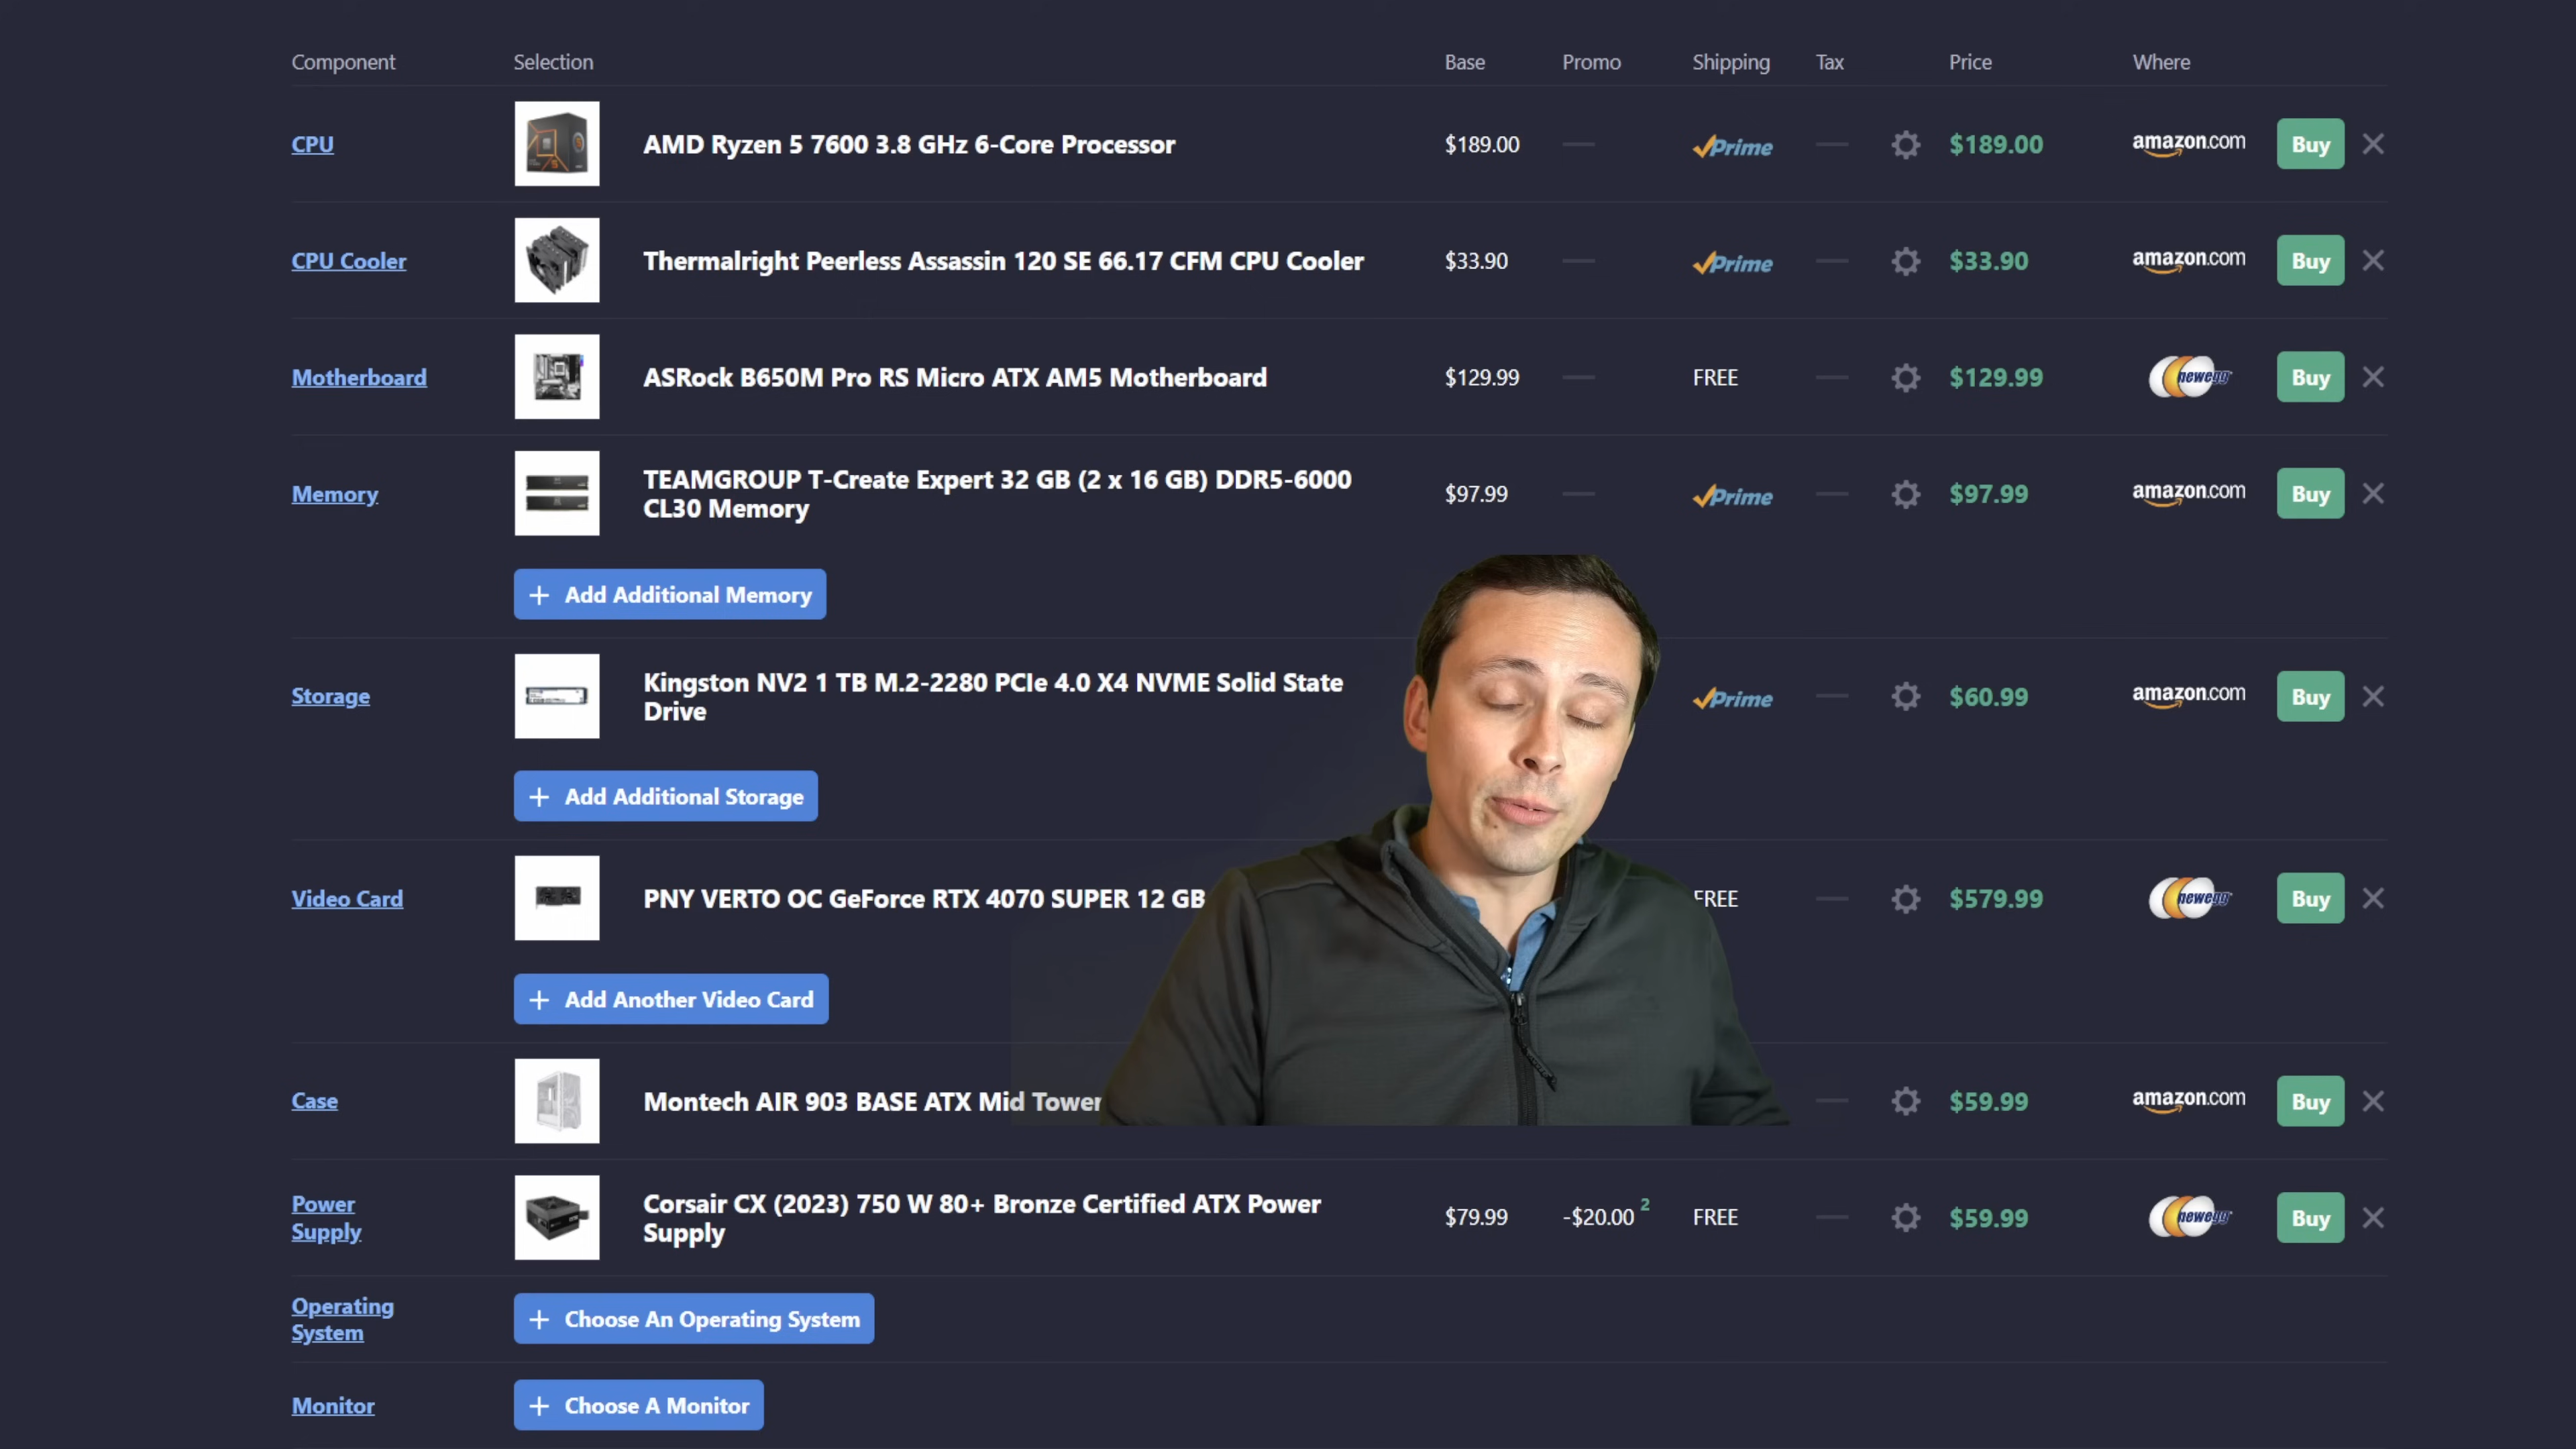 Component Selection Base Promo Shipping Tax Price Where
CPU AMD Ryzen 5 7600 3.8 GHz 6-Core Processor $189.00 — Prime — $189.00 amazon.com Buy
CPU Cooler Thermalright Peerless Assassin 120 SE 66.17 CFM CPU Cooler $33.90 — Prime — $33.90 amazon.com Buy
Motherboard ASRock B650M Pro RS Micro ATX AM5 Motherboard $129.99 — FREE — $129.99 newegg Buy
Memory TEAMGROUP T-Create Expert 32 GB (2 x 16 GB) DDR5-6000
CL30 Memory $97.99 — Prime — $97.99 amazon.com Buy
+ Add Additional Memory
Storage Kingston NV2 1 TB M.2-2280 PCIe 4.0 X4 NVME Solid State
Drive Prime — $60.99 amazon.com Buy
+ Add Additional Storage
Video Card PNY VERTO OC GeForce RTX 4070 SUPER 12 GB FREE — $579.99 newegg Buy
+ Add Another Video Card
Case Montech AIR 903 BASE ATX Mid Tower — $59.99 amazon.com Buy
Power
Supply Corsair CX (2023) 750 W 80+ Bronze Certified ATX Power
Supply $79.99 -$20.00 2 FREE — $59.99 newegg Buy
Operating
System + Choose An Operating System
Monitor + Choose A Monitor